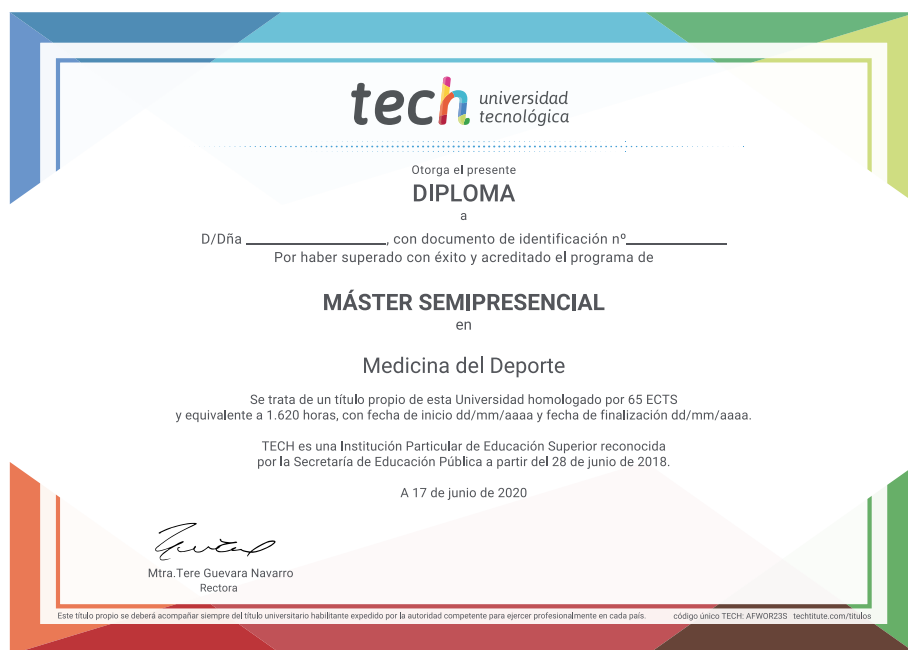 tech universidad
tecnológica
Otorga el presente
DIPLOMA
a
D/Dña ____________________, con documento de identificación nº______________
Por haber superado con éxito y acreditado el programa de
MÁSTER SEMIPRESENCIAL
en
Medicina del Deporte
Se trata de un título propio de esta Universidad homologado por 65 ECTS
y equivalente a 1.620 horas, con fecha de inicio dd/mm/aaaa y fecha de finalización dd/mm/aaaa.
TECH es una Institución Particular de Educación Superior reconocida
por la Secretaría de Educación Pública a partir del 28 de junio de 2018.
A 17 de junio de 2020
Mtra.Tere Guevara Navarro
Rectora
Este título propio se deberá acompañar siempre del título universitario habilitante expedido por la autoridad competente para ejercer profesionalmente en cada país. código único TECH: AFWOR23S techtitute.com/titulos